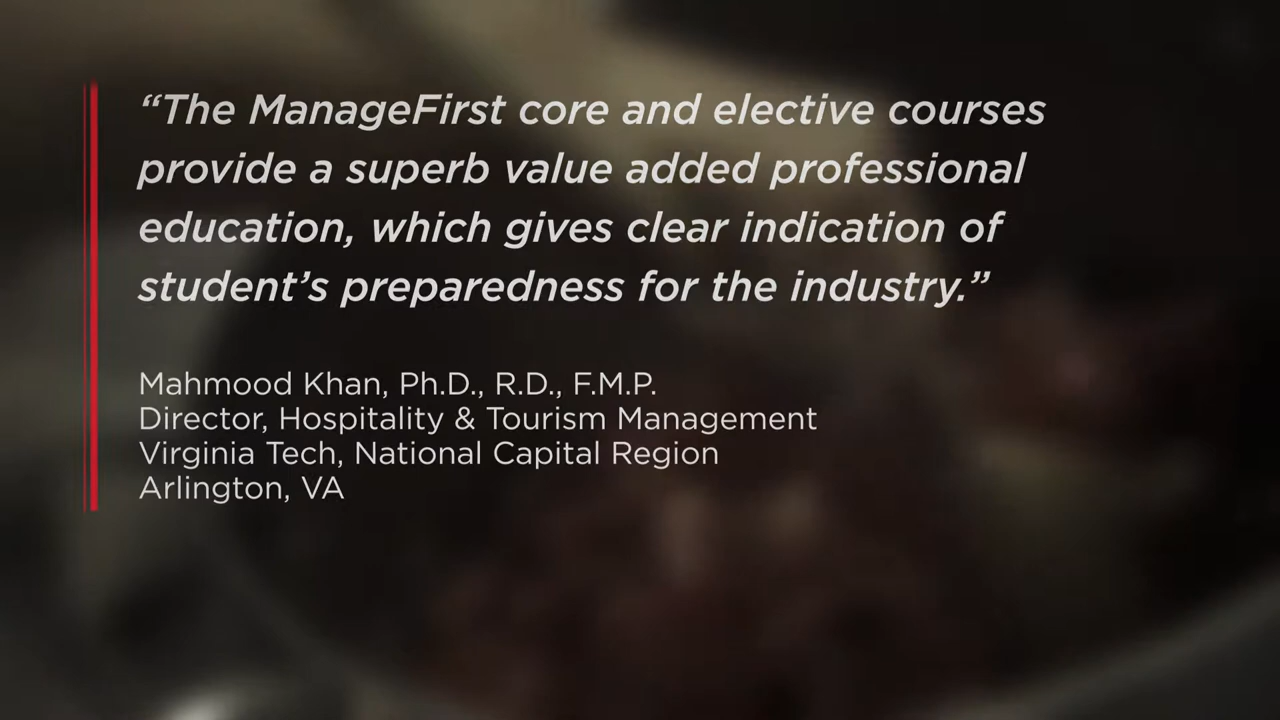 “The ManageFirst core and elective courses
provide a superb value added professional
education, which gives clear indication of
student’s preparedness for the industry.”
Mahmood Khan, Ph.D., R.D., F.M.P.
Director, Hospitality & Tourism Management
Virginia Tech, National Capital Region
Arlington, VA